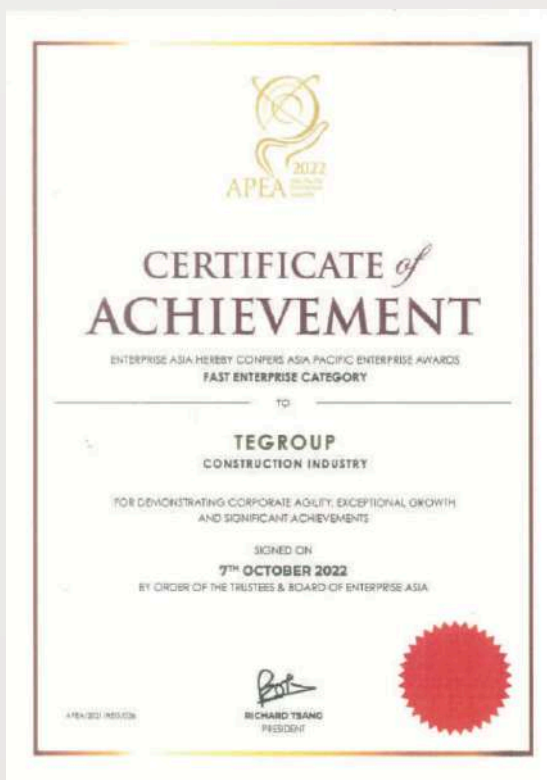 2022
APEA
CERTIFICATE of
ACHIEVEMENT
ENTERPRISE ASIA HEREBY CONFERS ASIA PACIFIC ENTERPRISE AWARDS
FAST ENTERPRISE CATEGORY
TO
TEGROUP
CONSTRUCTION INDUSTRY
FOR DEMONSTRATING CORPORATE AGILITY, EXCEPTIONAL GROWTH
AND SIGNIFICANT ACHIEVEMENTS
SIGNED ON
7TH OCTOBER 2022
BY ORDER OF THE TRUSTEES & BOARD OF ENTERPRISE ASIA
RICHARD TSANG
PRESIDENT